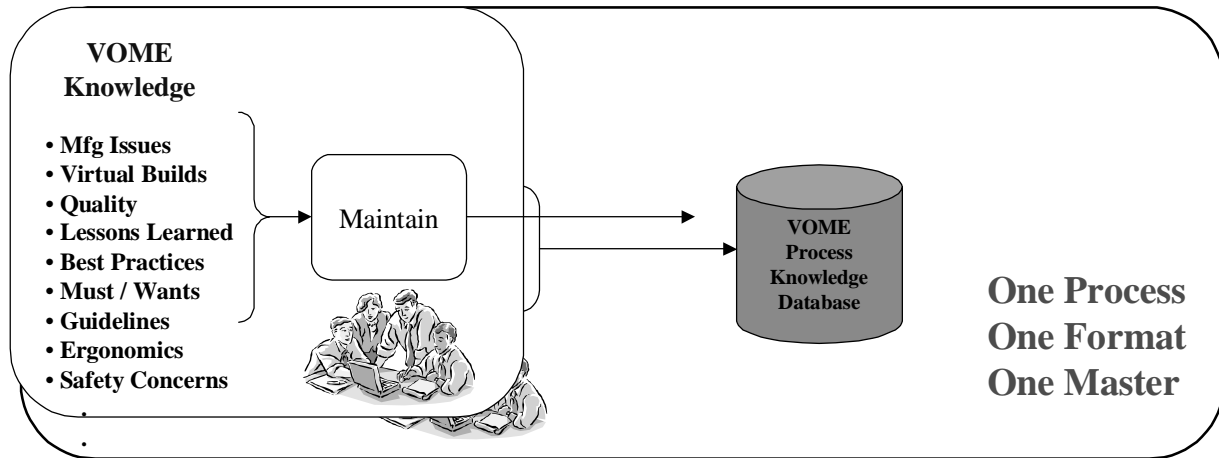 VOME
Knowledge
• Mfg Issues
• Virtual Builds
• Quality
• Lessons Learned
• Best Practices
• Must / Wants
• Guidelines
• Ergonomics
• Safety Concerns
.
.
Maintain
VOME
Process
Knowledge
Database
One Process
One Format
One Master